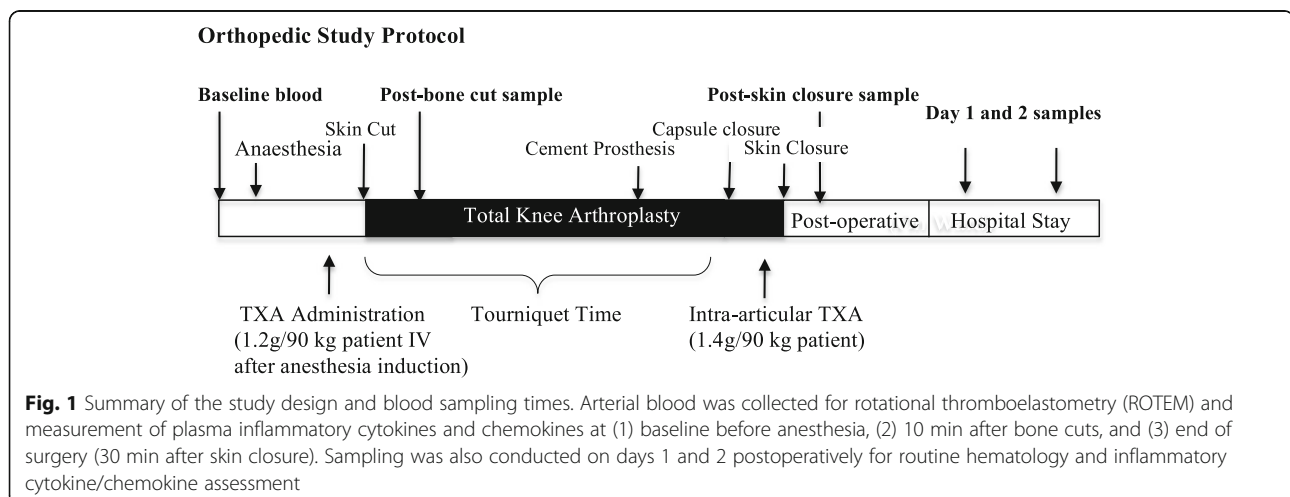 Orthopedic Study Protocol
Baseline blood
Post-bone cut sample
Post-skin closure sample
Day 1 and 2 samples
Skin Cut
Capsule closure
Anaesthesia
Cement Prosthesis
Skin Closure
Total Knee Arthroplasty
Post-operative
Hospital Stay
TXA Administration
(1.2g/90 kg patient IV
after anesthesia induction)
Tourniquet Time
Intra-articular TXA
(1.4g/90 kg patient)
Fig. 1 Summary of the study design and blood sampling times. Arterial blood was collected for rotational thromboelastometry (ROTEM) and
measurement of plasma inflammatory cytokines and chemokines at (1) baseline before anesthesia, (2) 10 min after bone cuts, and (3) end of
surgery (30 min after skin closure). Sampling was also conducted on days 1 and 2 postoperatively for routine hematology and inflammatory
cytokine/chemokine assessment